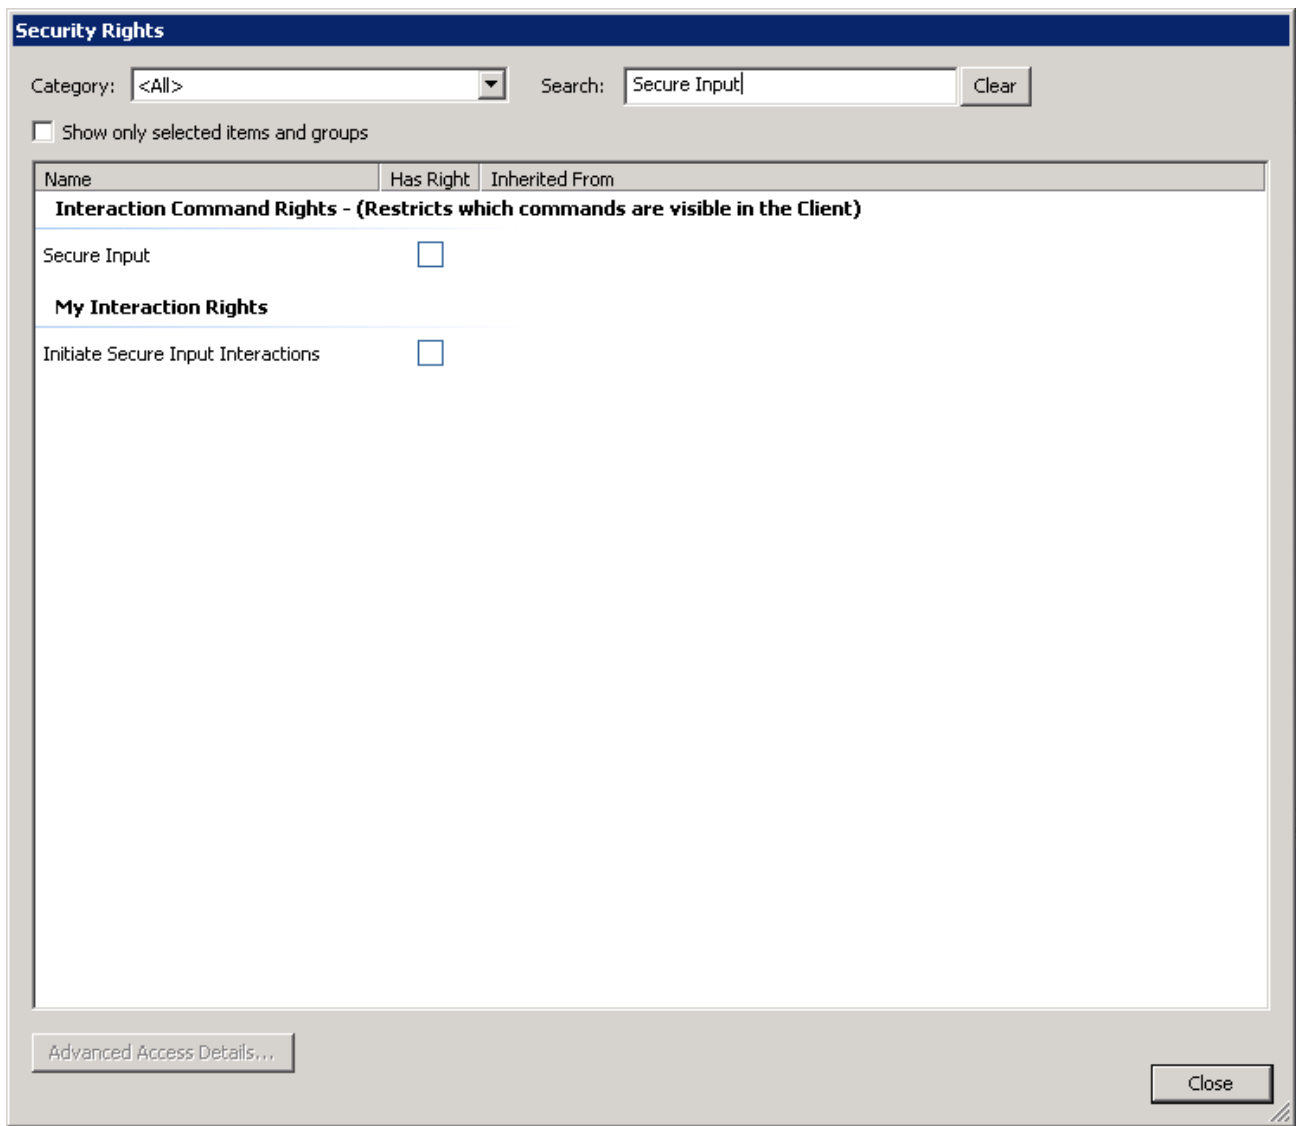 Security Rights
Category: <All> Search: Secure Input Clear
Show only selected items and groups
Name Has Right Inherited From
Interaction Command Rights - (Restricts which commands are visible in the Client)
Secure Input
My Interaction Rights
Initiate Secure Input Interactions
Advanced Access Details...
Close